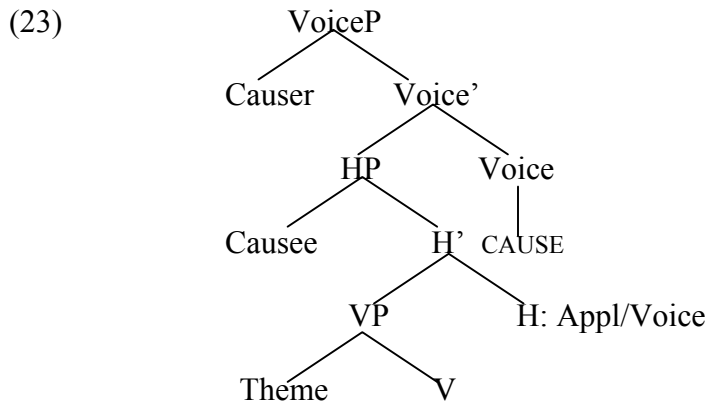 (23) VoiceP
Causer Voice’
HP Voice
Causee H’ CAUSE
VP H: Appl/Voice
Theme V